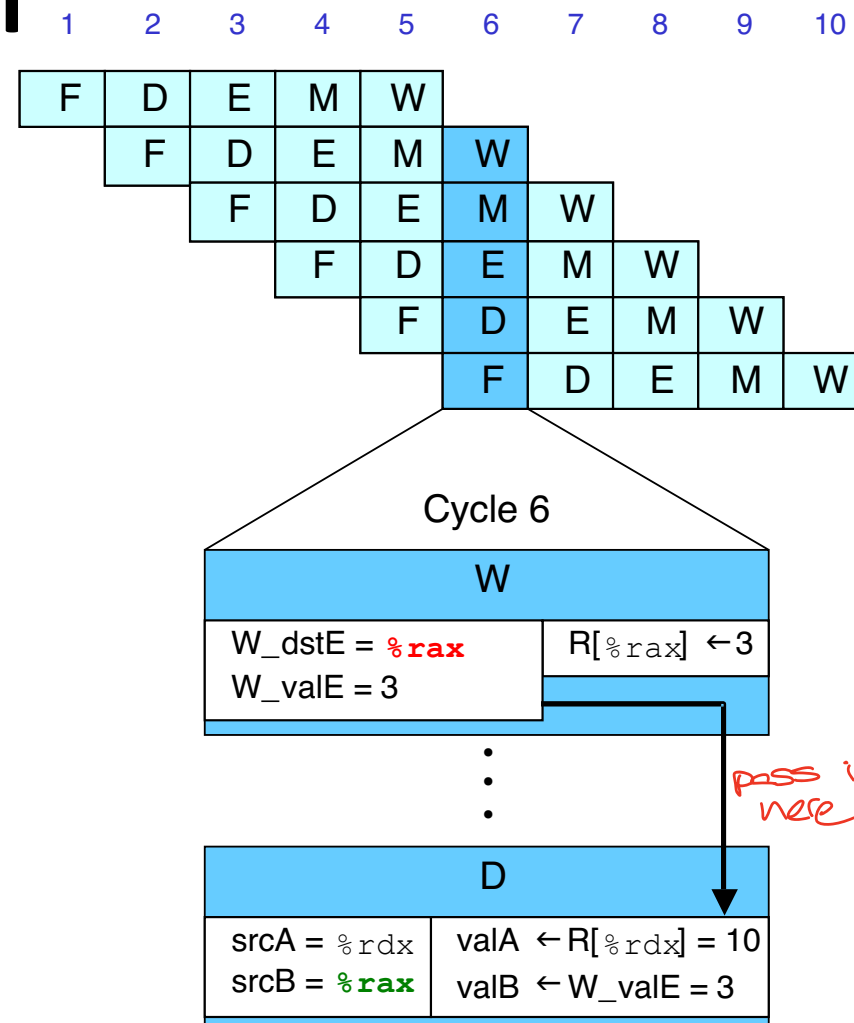 1 2 3 4 5 6 7 8 9 10
F D E M W
F D E M W
F D E M W
F D E M W
F D E M W
F D E M W
Cycle 6
W
W_dstE = %rax R[%rax] ←3
W_valE = 3
pass
here
D
srcA = %rdx valA ←R[%rdx] = 10
srcB = %rax valB ←W_valE = 3